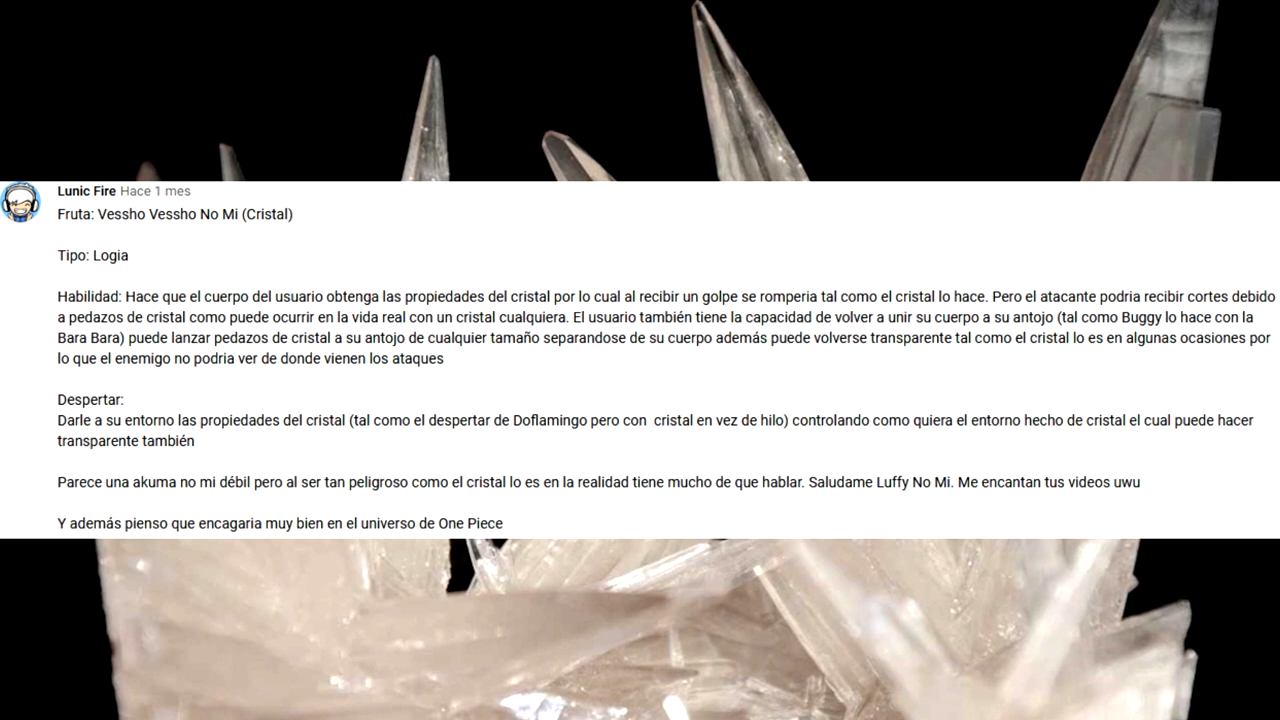 Lunic Fire Hace 1 mes
Fruta: Vessho Vessho No Mi (Cristal)
Tipo: Logia
Habilidad: Hace que el cuerpo del usuario obtenga las propiedades del cristal por lo cual al recibir un golpe se romperia tal como el cristal lo hace. Pero el atacante podria recibir cortes debido
a pedazos de cristal como puede ocurrir en la vida real con un cristal cualquiera. El usuario también tiene la capacidad de volver a unir su cuerpo a su antojo (tal como Buggy lo hace con la
Bara Bara) puede lanzar pedazos de cristal a su antojo de cualquier tamaño separandose de su cuerpo además puede volverse transparente tal como el cristal lo es en algunas ocasiones por
lo que el enemigo no podria ver de donde vienen los ataques
Despertar:
Darle a su entorno las propiedades del cristal (tal como el despertar de Doflamingo pero con cristal en vez de hilo) controlando como quiera el entorno hecho de cristal el cual puede hacer
transparente también
Parece una akuma no mi débil pero al ser tan peligroso como el cristal lo es en la realidad tiene mucho de que hablar. Saludame Luffy No Mi. Me encantan tus videos uwu
Y además pienso que encagaria muy bien en el universo de One Piece